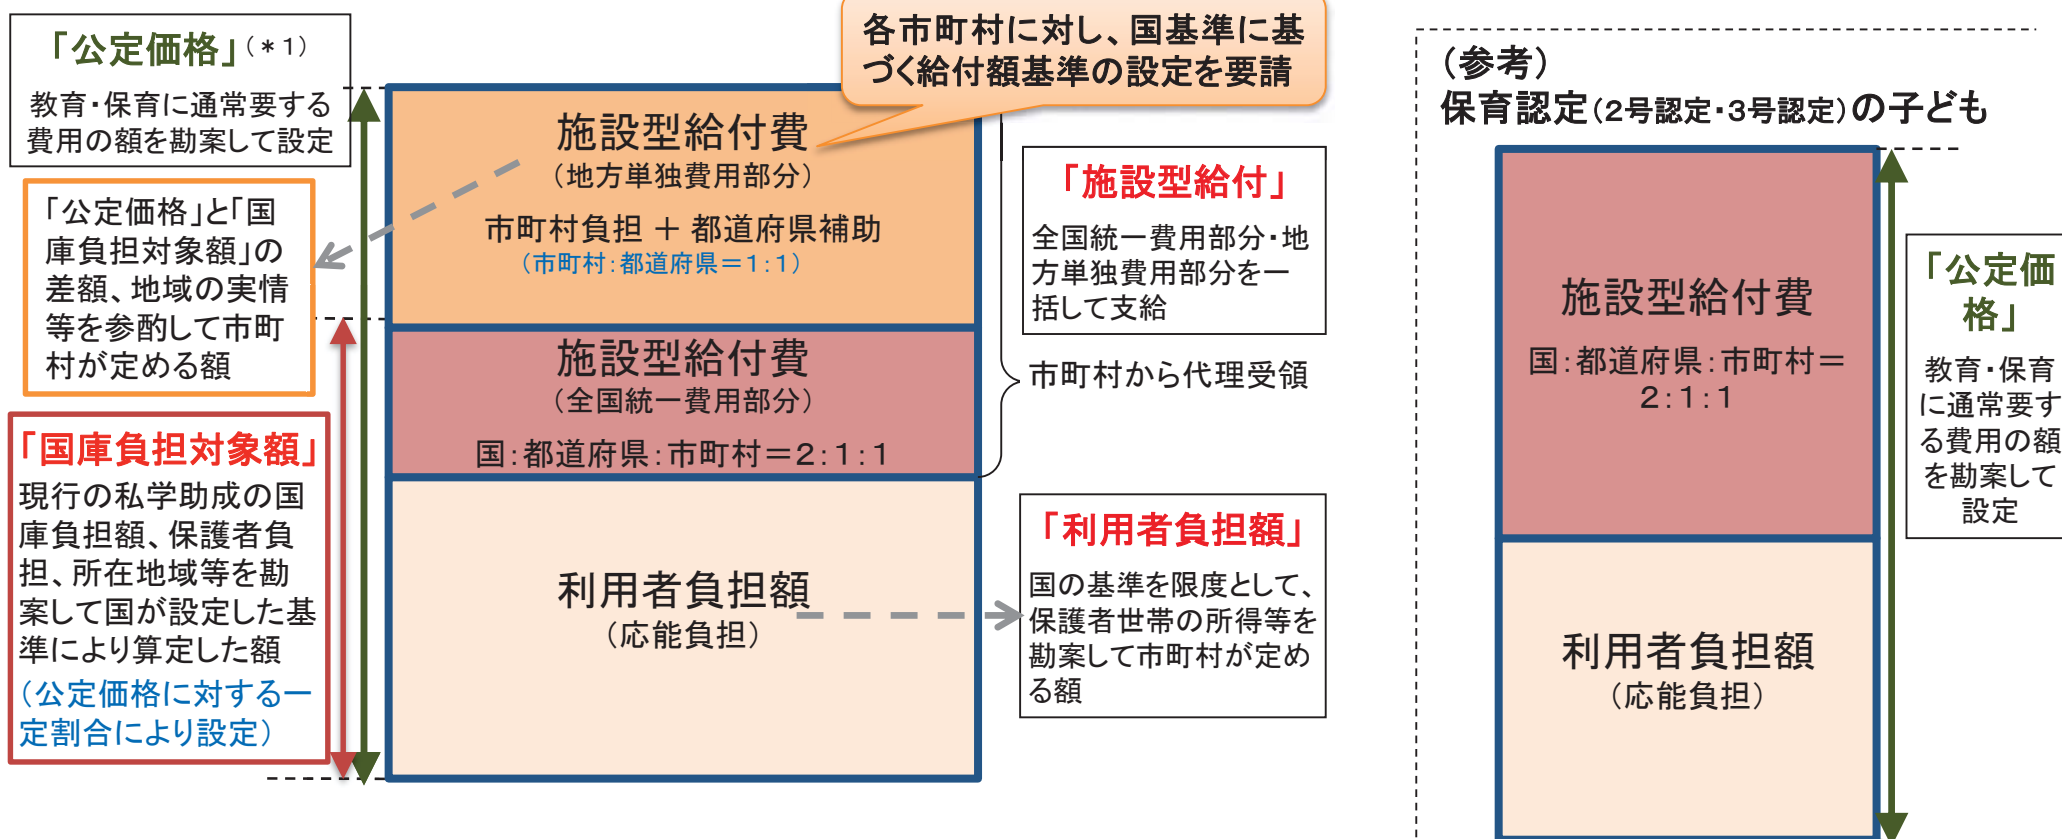 「公定価格」(＊1)
教育・保育に通常要する
費用の額を勘案して設定
「公定価格」と「国
庫負担対象額」の
差額、地域の実情
等を参酌して市町
村が定める額
「国庫負担対象額」
現行の私学助成の国
庫負担額、保護者負
担、所在地域等を勘
案して国が設定した基
準により算定した額
（公定価格に対する一
定割合により設定）
各市町村に対し、国基準に基
づく給付額基準の設定を要請
施設型給付費
（地方単独費用部分）
市町村負担 ＋ 都道府県補助
（市町村：都道府県＝1：1）
施設型給付費
（全国統一費用部分）
国：都道府県：市町村＝2：1：1
利用者負担額
（応能負担）
「施設型給付」
全国統一費用部分・地
方単独費用部分を一
括して支給
市町村から代理受領
「利用者負担額」
国の基準を限度として、
保護者世帯の所得等を
勘案して市町村が定め
る額
（参考）
保育認定（2号認定・3号認定）の子ども
施設型給付費
国：都道府県：市町村＝
2：1：1
利用者負担額
（応能負担）
「公定価
格」
教育・保育
に通常要す
る費用の額
を勘案して
設定